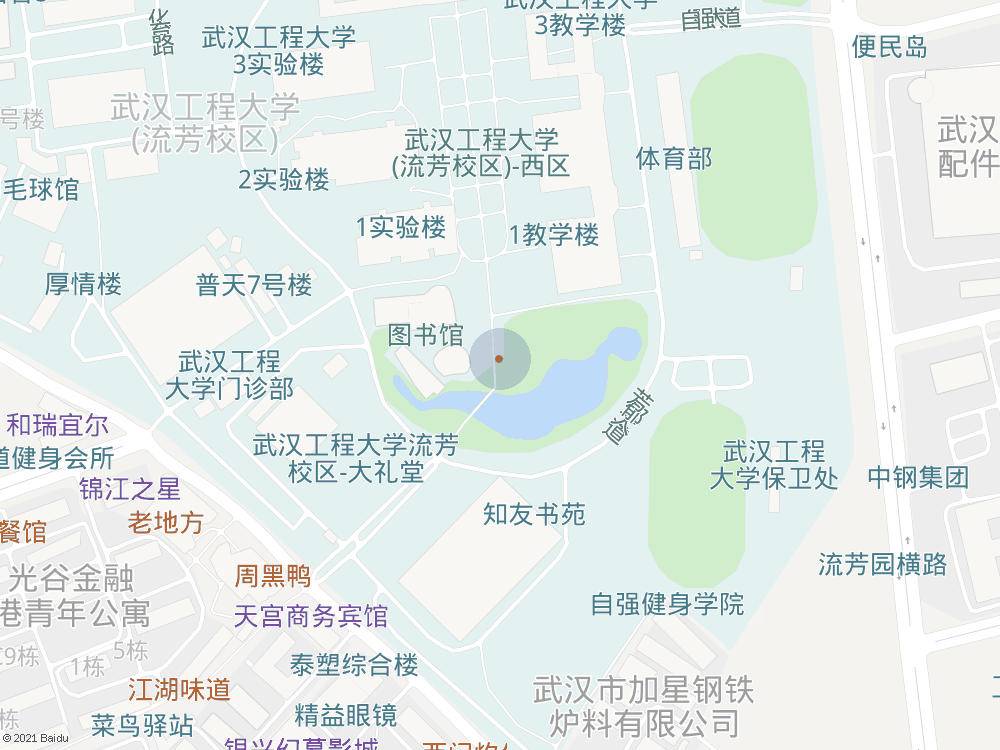 化育路
武汉工程大学
3实验楼
3教学楼
自强道
便民岛
武汉工程大学
(流芳校区)
号楼
武汉工程大学
(流芳校区)-西区
体育部
武汉
配件
毛球馆
2实验楼
1实验楼
1教学楼
厚情楼
普天7号楼
图书馆
武汉工程
大学门诊部
和瑞宜尔
道健身会所
武汉工程大学流芳
校区-大礼堂
武汉工程
大学保卫处
中钢集团
锦江之星
老地方
餐馆
知友书苑
周黑鸭
光谷金融
港青年公寓
天宫商务宾馆
自强健身学院
流芳园横路
5栋
1栋
9栋
泰塑综合楼
江湖味道
菜鸟驿站
精益眼镜
武汉市加星钢铁
炉料有限公司
栋
© 2021 Baidu